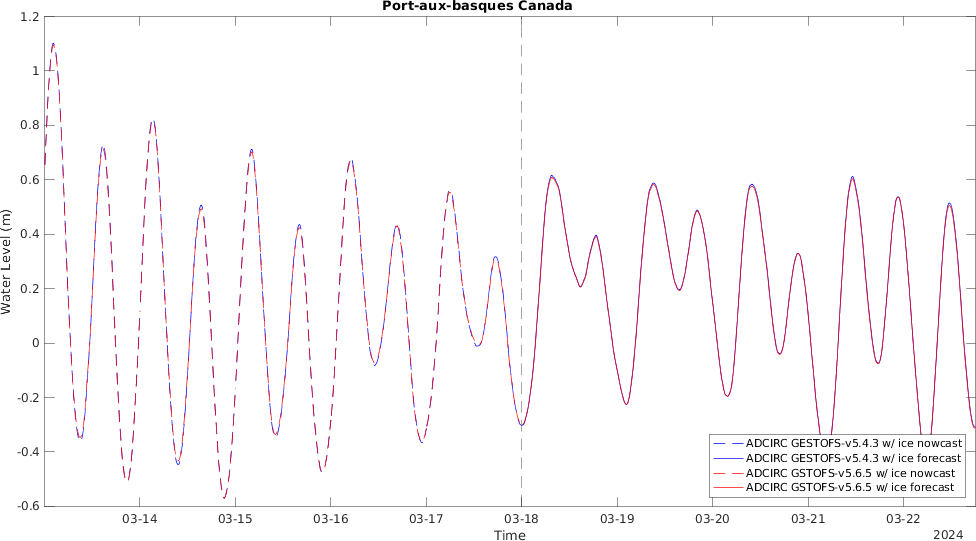 Port-aux-basques Canada
1.2
1
0.8
0.6
0.4
0.2
0
-0.2
-0.4
-0.6
Water Level (m)
03-14 03-15 03-16 03-17 03-18 03-19 03-20 03-21 03-22
Time
2024
ADCIRC GESTOFS-v5.4.3 w/ ice nowcast
ADCIRC GESTOFS-v5.4.3 w/ ice forecast
ADCIRC GSTOFS-v5.6.5 w/ ice nowcast
ADCIRC GSTOFS-v5.6.5 w/ ice forecast